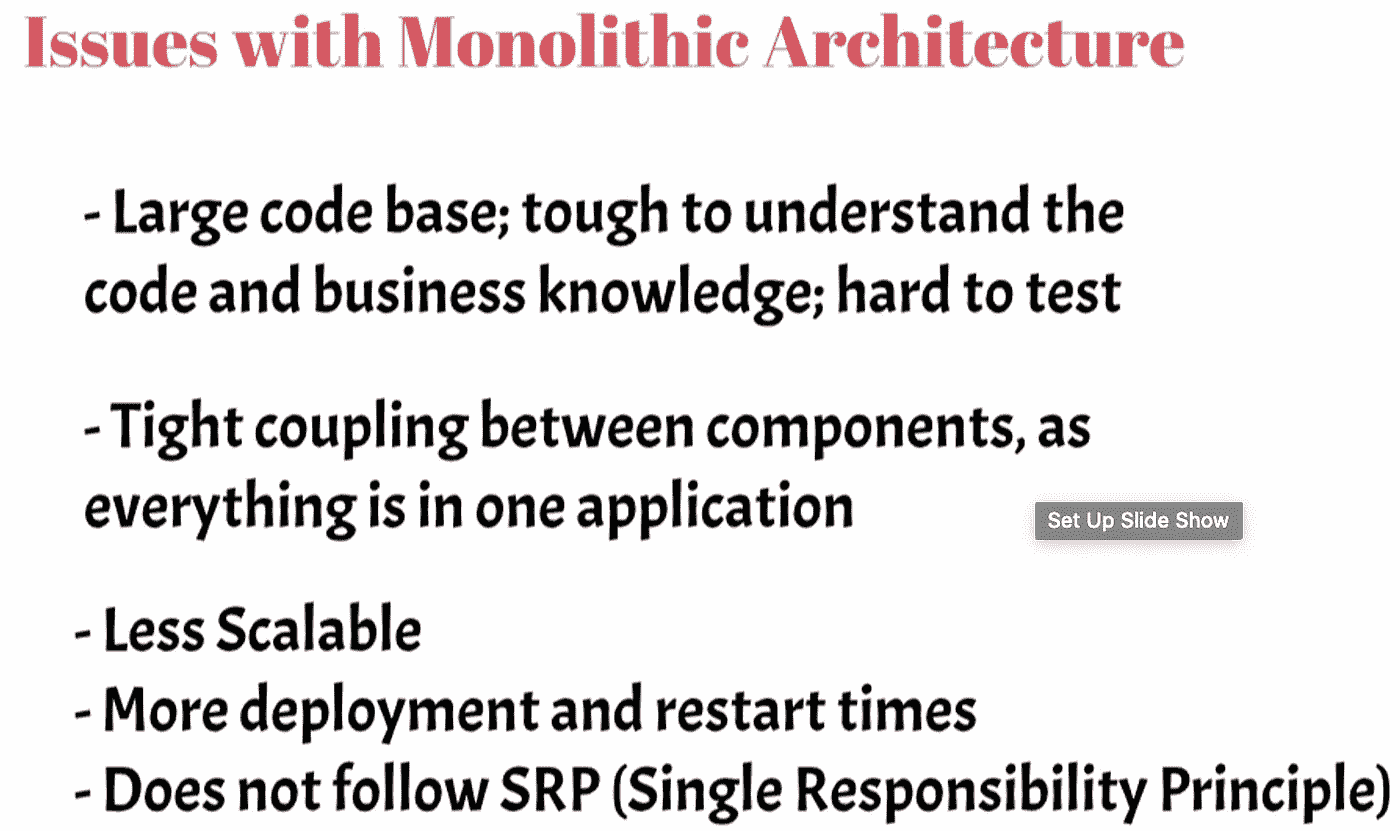 Issues with Monolithic Architecture
- Large code base; tough to understand the
code and business knowledge; hard to test
- Tight coupling between components, as
everything is in one application
Set Up Slide Show
- Less Scalable
- More deployment and restart times
- Does not follow SRP (Single Responsibility Principle)